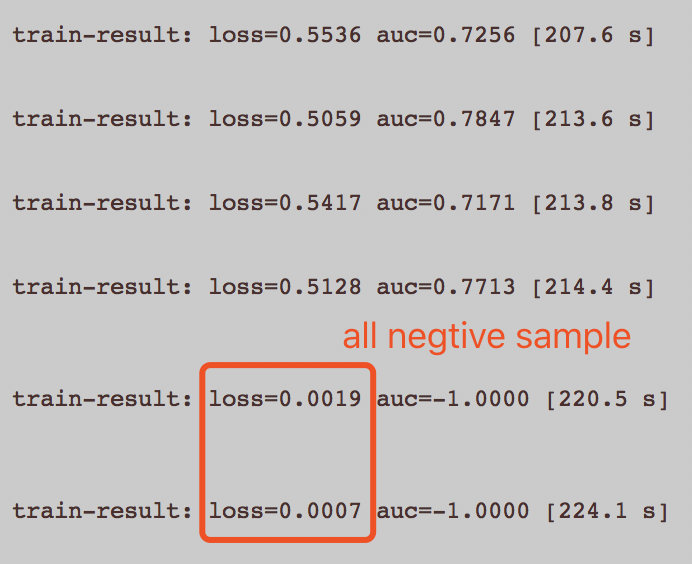 train-result: loss=0.5536 auc=0.7256 [207.6 s]
train-result: loss=0.5059 auc=0.7847 [213.6 s]
train-result: loss=0.5417 auc=0.7171 [213.8 s]
train-result: loss=0.5128 auc=0.7713 [214.4 s]
all negtive sample
train-result: loss=0.0019 auc=-1.0000 [220.5 s]
train-result: loss=0.0007 auc=-1.0000 [224.1 s]